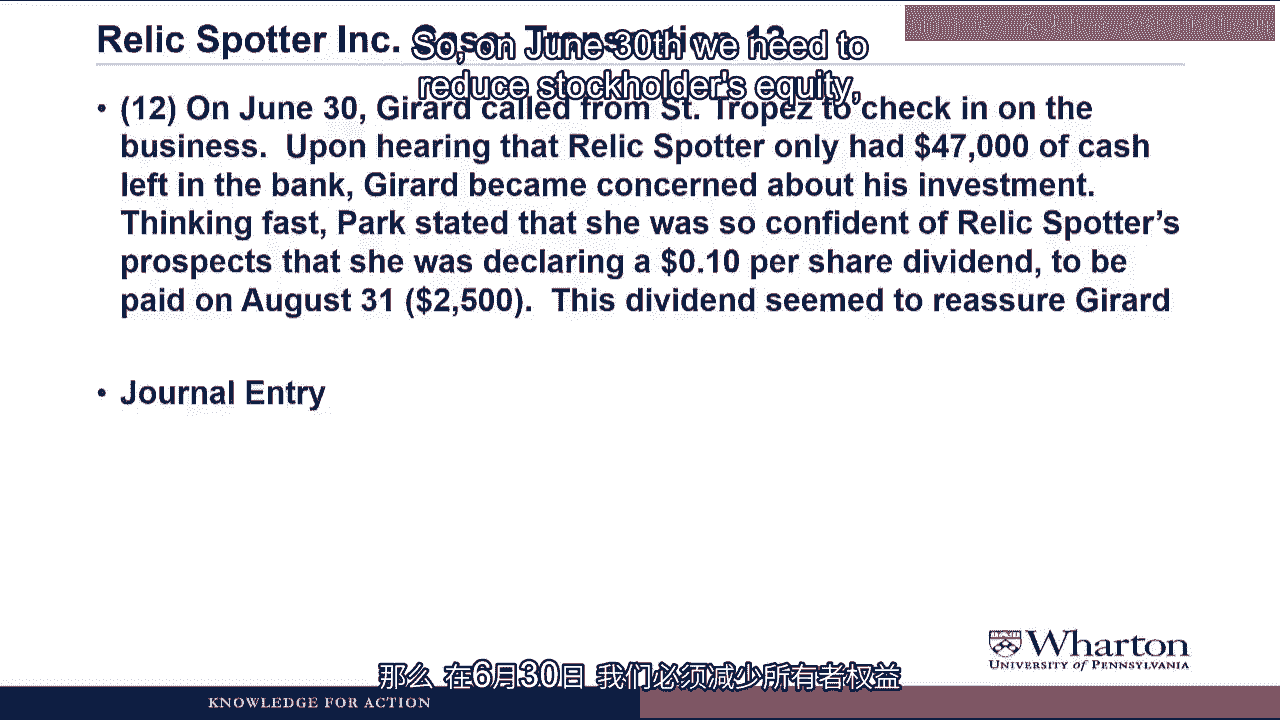 Relic Spotter Inc. Case: Transaction 12
So, on June 30th we need to
reduce stockholder's equity,
• (12) On June 30, Girard called from St. Tropez to check in on the
business. Upon hearing that Relic Spotter only had $47,000 of cash
left in the bank, Girard became concerned about his investment.
Thinking fast, Park stated that she was so confident of Relic Spotter's
prospects that she was declaring a $0.10 per share dividend, to be
paid on August 31 ($2,500). This dividend seemed to reassure Girard
• Journal Entry
Wharton
UNIVERSITY of PENNSYLVANIA
那么 在6月30日 我们必须减少所有者权益
KNOWLEDGE FOR ACTION